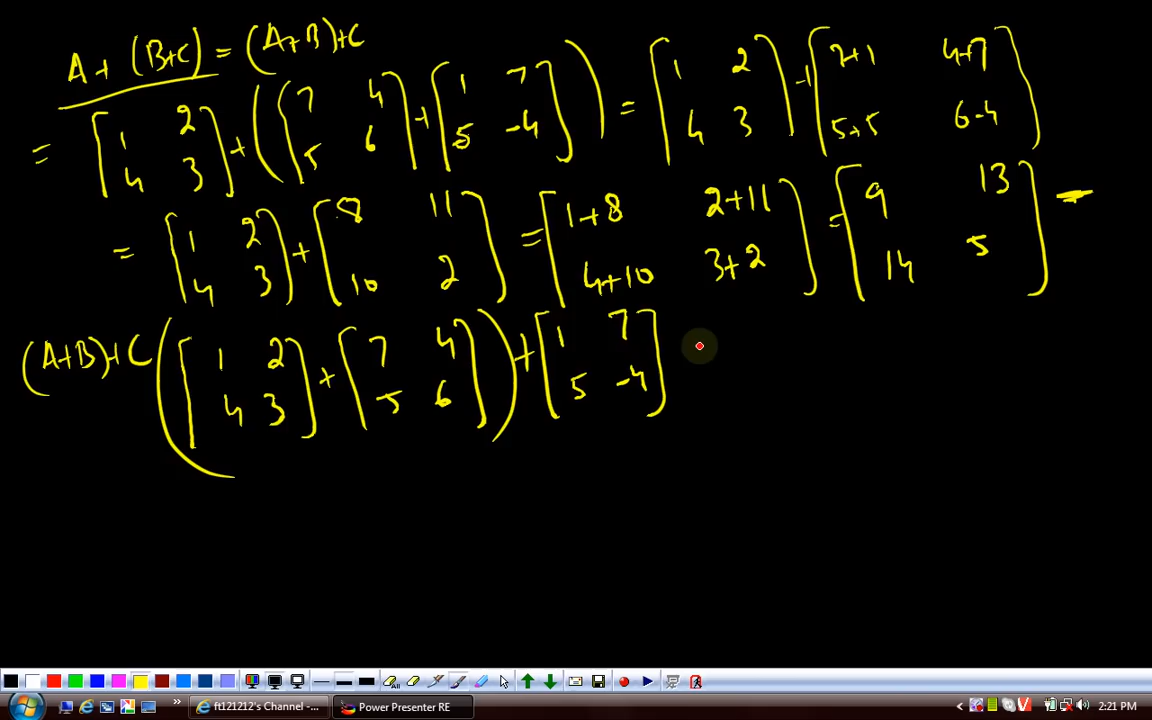 A + (B+C) = (A+B)+C
= [1 2 4 3] + ([7 4 5 6] + [1 7 5 -4]) = [1 2 4 3] + [7+1 4+7 5+5 6-4]
= [1 2 4 3] + [8 11 10 2] = [1+8 2+11 4+10 3+2] = [9 13 14 5] -
(A+B)+C ([1 2 4 3] + [7 4 5 6]) + [1 7 5 -4]
ft121212's Channel - ... Power Presenter RE 2:21 PM